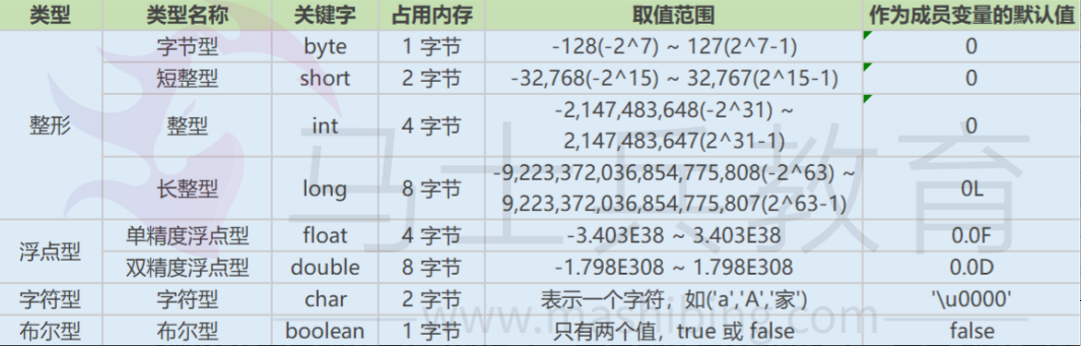 类型 类型名称 关键字 占用内存 取值范围 作为成员变量的默认值
字节型 byte 1 字节 -128(-2^7) ~ 127(2^7-1) 0
短整型 short 2 字节 -32,768(-2^15) ~ 32,767(2^15-1) 0
整形 整型 int 4 字节 -2,147,483,648(-2^31) ~
2,147,483,647(2^31-1) 0
长整型 long 8 字节 -9,223,372,036,854,775,808(-2^63) ~
9,223,372,036,854,775,807(2^63-1) 0L
浮点型 单精度浮点型 float 4 字节 -3.403E38 ~ 3.403E38 0.0F
双精度浮点型 double 8 字节 -1.798E308 ~ 1.798E308 0.0D
字符型 字符型 char 2 字节 表示一个字符，如('a','A','家') '\u0000'
布尔型 布尔型 boolean 1 字节 只有两个值，true 或 false false
马士兵教育
www.mashibing.com